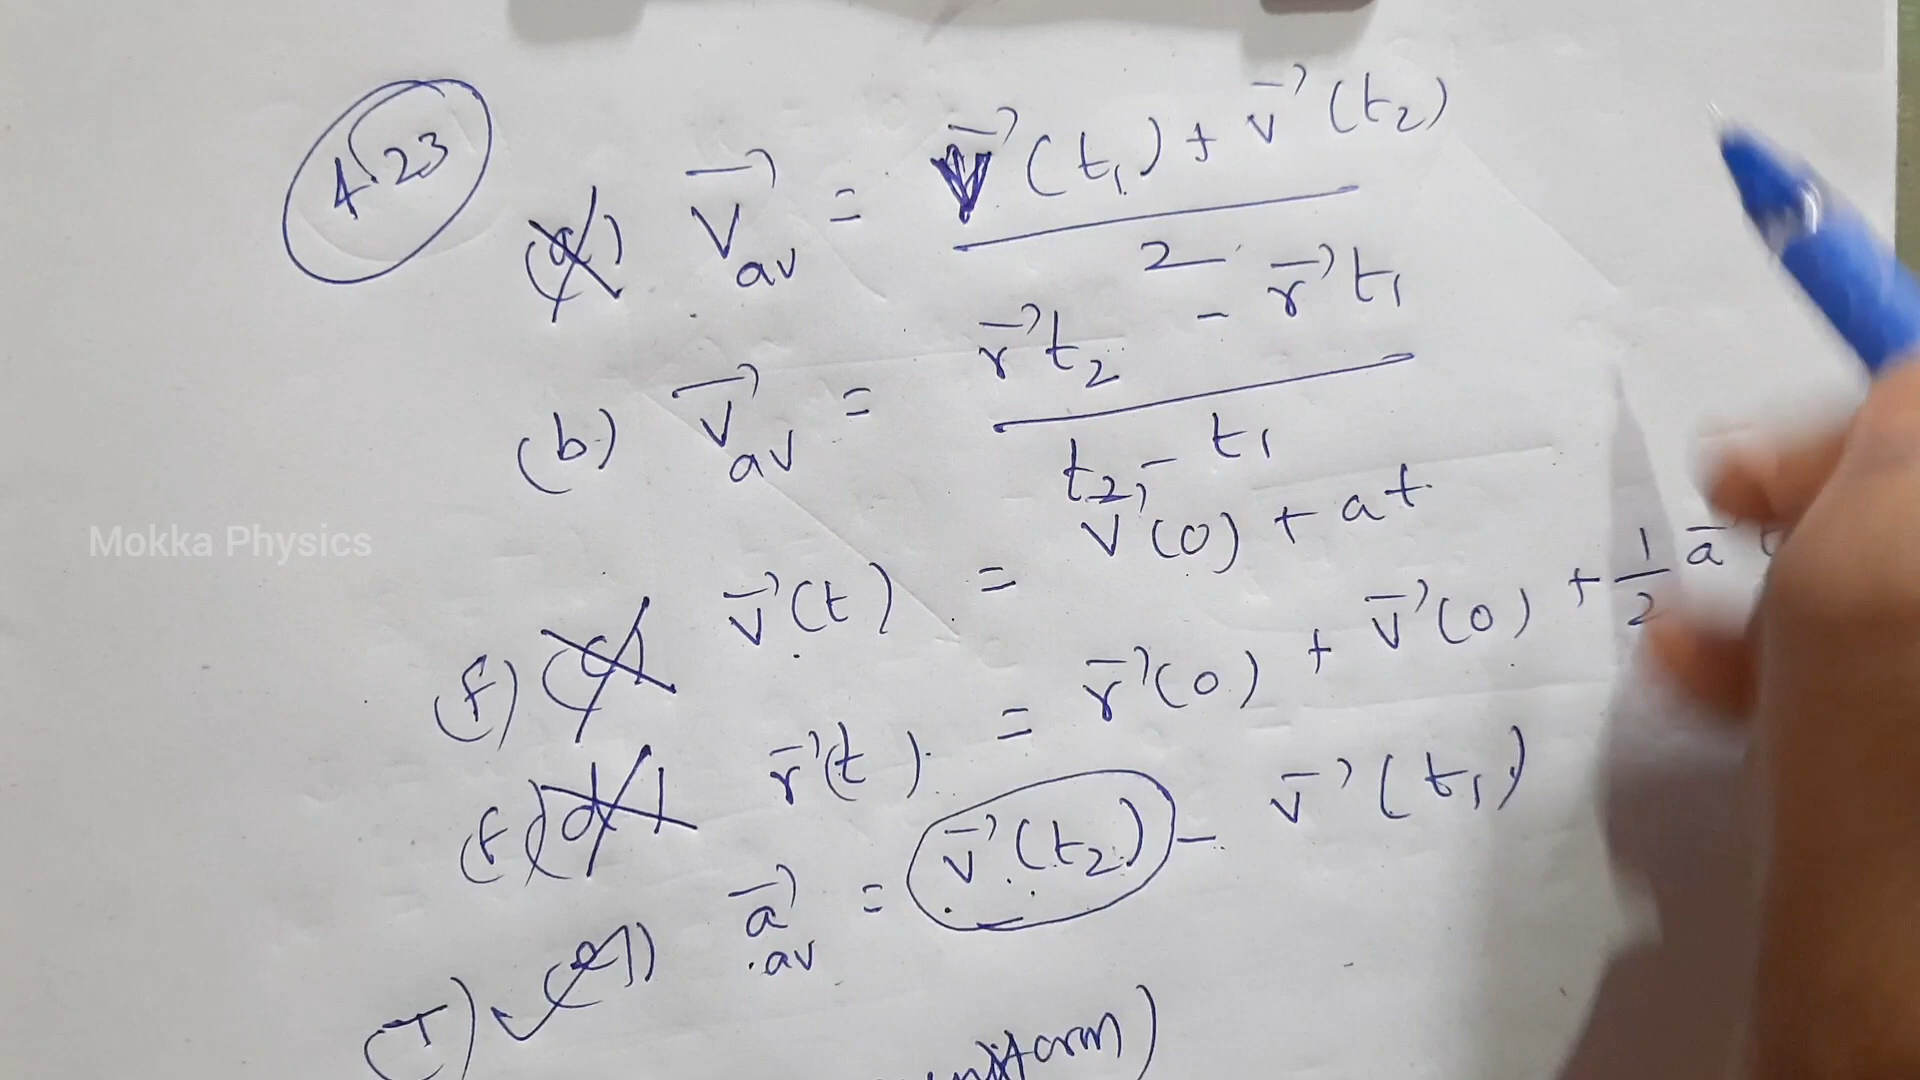 4.23
(a) v⃗av = v⃗(t1) + v⃗(t2) / 2
(b) v⃗av = r⃗t2 - r⃗t1 / t2 - t1
(f) (c) v⃗(t) = v⃗(0) + at
(f) (d) r⃗(t) = r⃗(0) + v⃗(0) + 1/2 a⃗
(T) (e) a⃗av = v⃗(t2) - v⃗(t1)
Mokka Physics